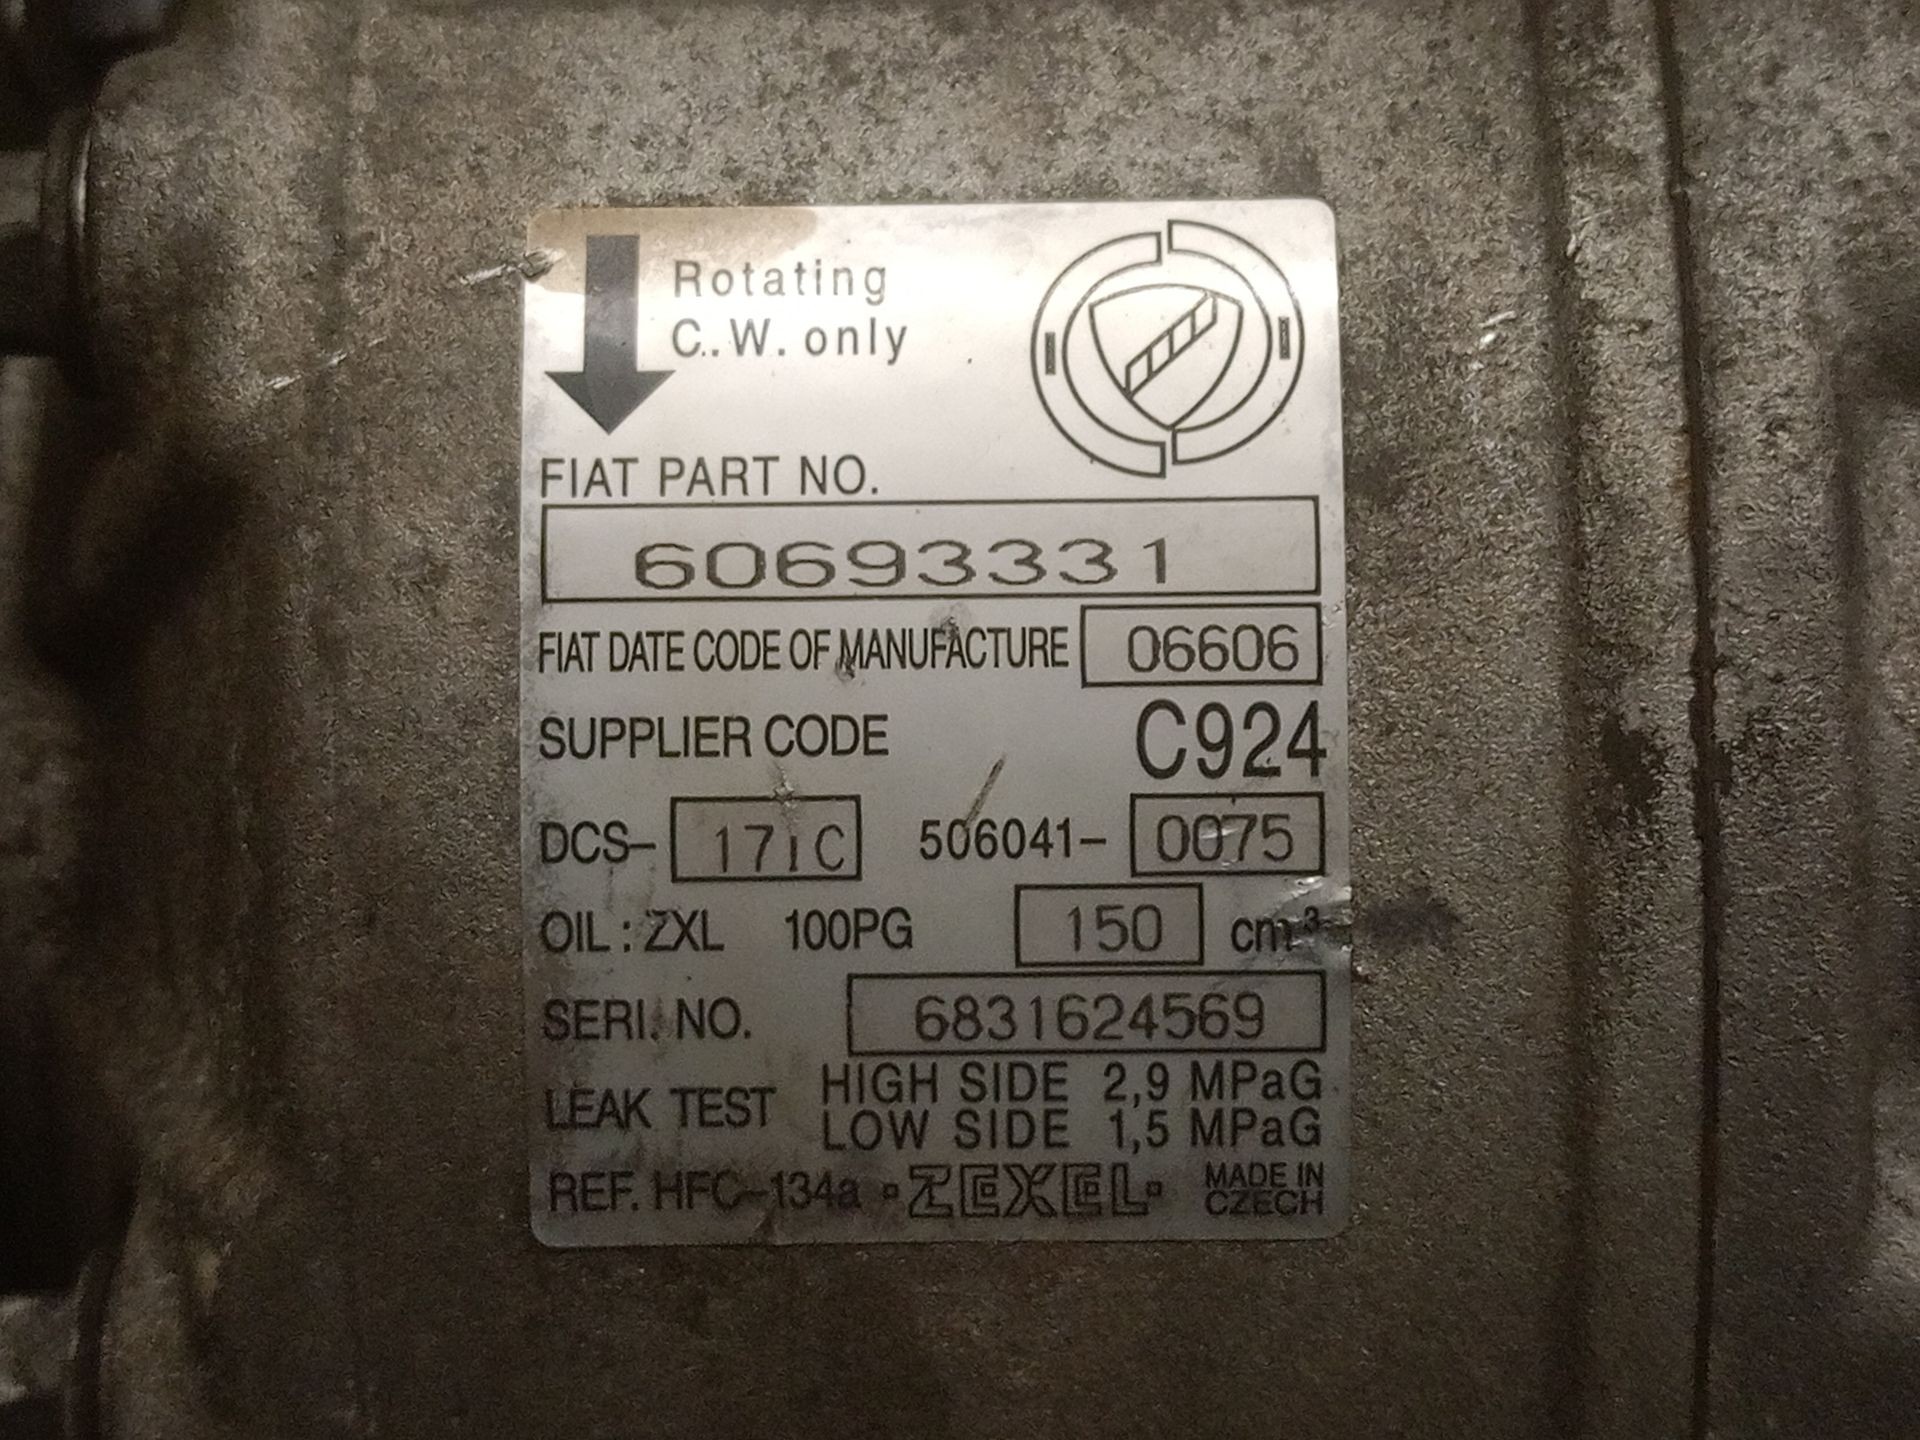 Rotating
C..W. only
FIAT PART NO.
60693331
FIAT DATE CODE OF MANUFACTURE 06606
SUPPLIER CODE C924
DCS- 17IC 506041- 0075
OIL : ZXL 100PG 150 cm³
SERI. NO. 6831624569
LEAK TEST HIGH SIDE 2,9 MPaG
LOW SIDE 1,5 MPaG
REF. HFC-134a ·ZEXEL· MADE IN
CZECH